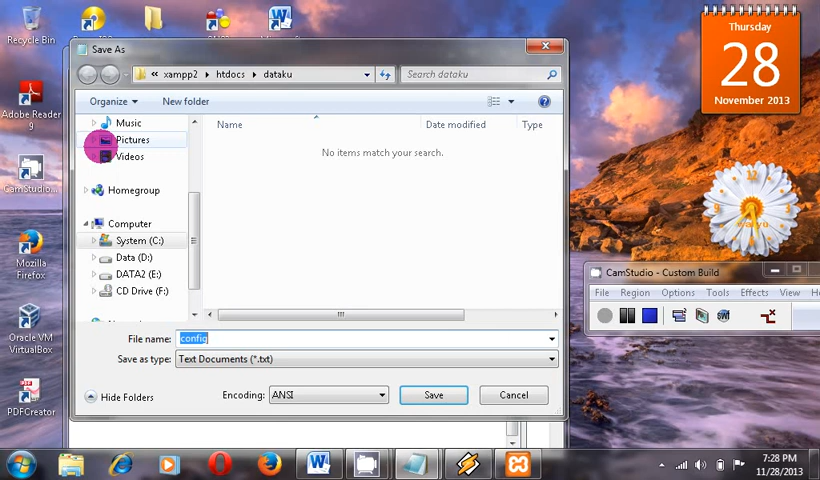 Recycle Bin
Save As
« xampp2 ▸ htdocs ▸ dataku
Search dataku
Organize
New folder
Name
Date modified
Type
No items match your search.
Music
Pictures
Videos
Homegroup
Computer
System (C:)
Data (D:)
DATA2 (E:)
CD Drive (F:)
File name:
config
Save as type:
Text Documents (*.txt)
Hide Folders
Encoding:
ANSI
Save
Cancel
Adobe Reader
9
CamStudio...
Mozilla
Firefox
Oracle VM
VirtualBox
PDFCreator
Thursday
28
November 2013
CamStudio - Custom Build
File
Region
Options
Tools
Effects
View
7:28 PM
11/28/2013